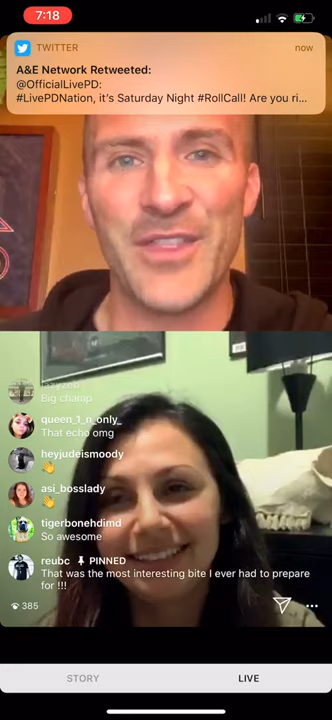 7:18
TWITTER
now
A&E Network Retweeted:
@OfficialLivePD:
#LivePDNation, it's Saturday Night #RollCall! Are you ri...
Big champ
queen_1_n_only_
That echo omg
heyjudeismoody
👋
asi_bosslady
👋
tigerbonehdimd
So awesome
reubc PINNED
That was the most interesting bite I ever had to prepare
for !!!
385
STORY
LIVE